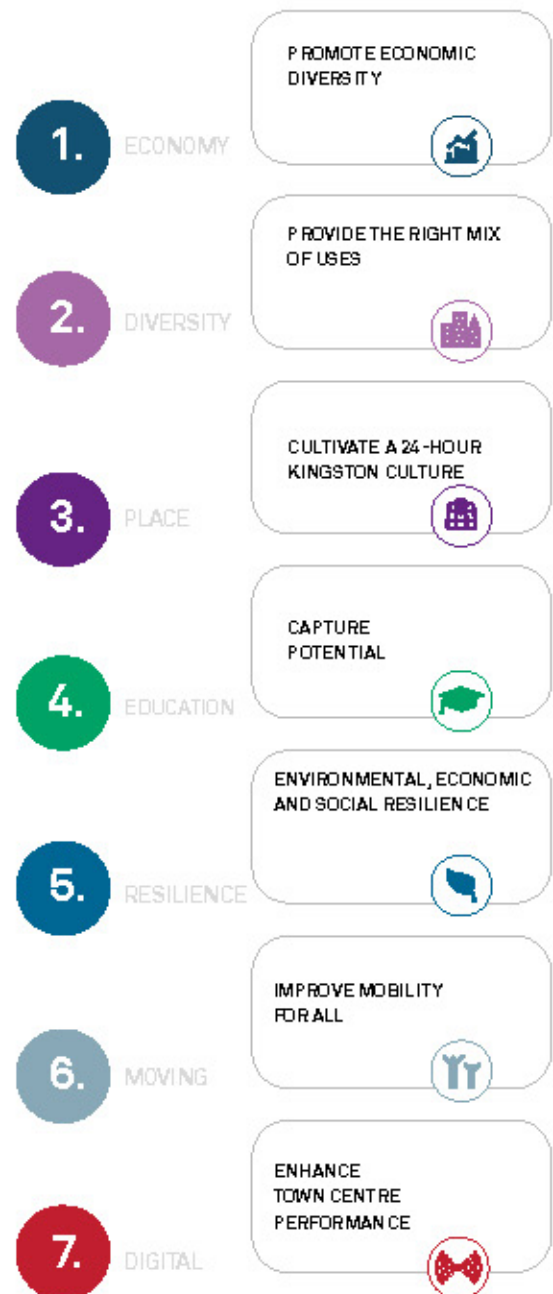 1.
ECONOMY
PROMOTE ECONOMIC
DIVERSITY
2.
DIVERSITY
PROVIDE THE RIGHT MIX
OF USES
3.
PLACE
CULTIVATE A 24-HOUR
KINGSTON CULTURE
4.
EDUCATION
CAPTURE
POTENTIAL
5.
RESILIENCE
ENVIRONMENTAL, ECONOMIC
AND SOCIAL RESILIENCE
6.
MOVING
IMPROVE MOBILITY
FOR ALL
7.
DIGITAL
ENHANCE
TOWN CENTRE
PERFORMANCE